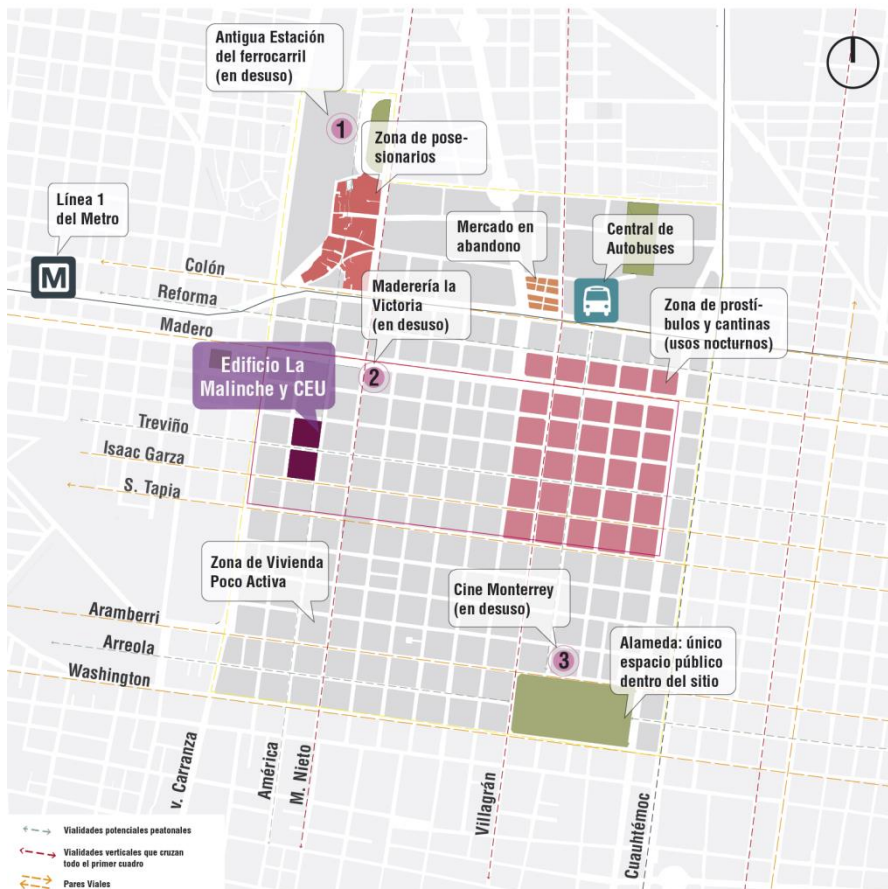 Antigua Estación
del ferrocarril
(en desuso)
1
Zona de pose-
sionarios
Línea 1
del Metro
M
Mercado en
abandono
Central de
Autobuses
Colón
Reforma
Madero
Maderería la
Victoria
(en desuso)
2
Zona de prostí-
bulos y cantinas
(usos nocturnos)
Edificio La
Malinche y CEU
Treviño
Isaac Garza
S. Tapia
Zona de Vivienda
Poco Activa
Cine Monterrey
(en desuso)
3
Aramberri
Arreola
Washington
Alameda: único
espacio público
dentro del sitio
v. Carranza
América
M. Nieto
Villagrán
Cuauhtémoc
Vialidades potenciales peatonales
Vialidades verticales que cruzan
todo el primer cuadro
Pares Viales